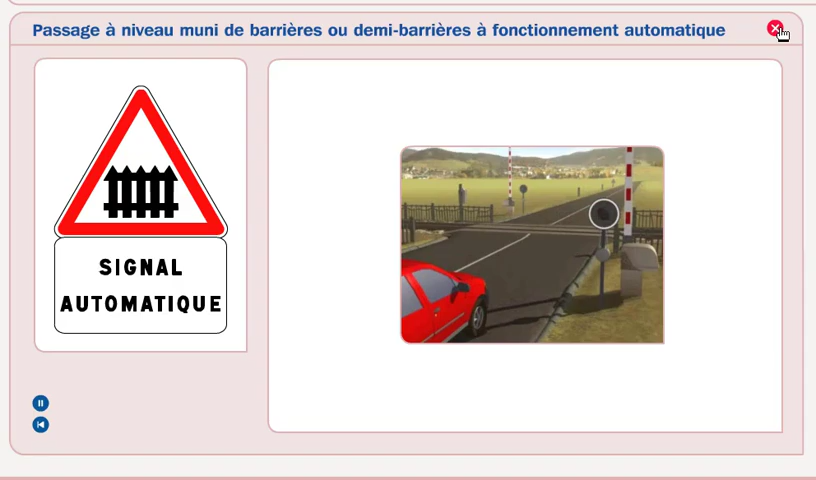 Passage à niveau muni de barrières ou demi-barrières à fonctionnement automatique
SIGNAL
AUTOMATIQUE